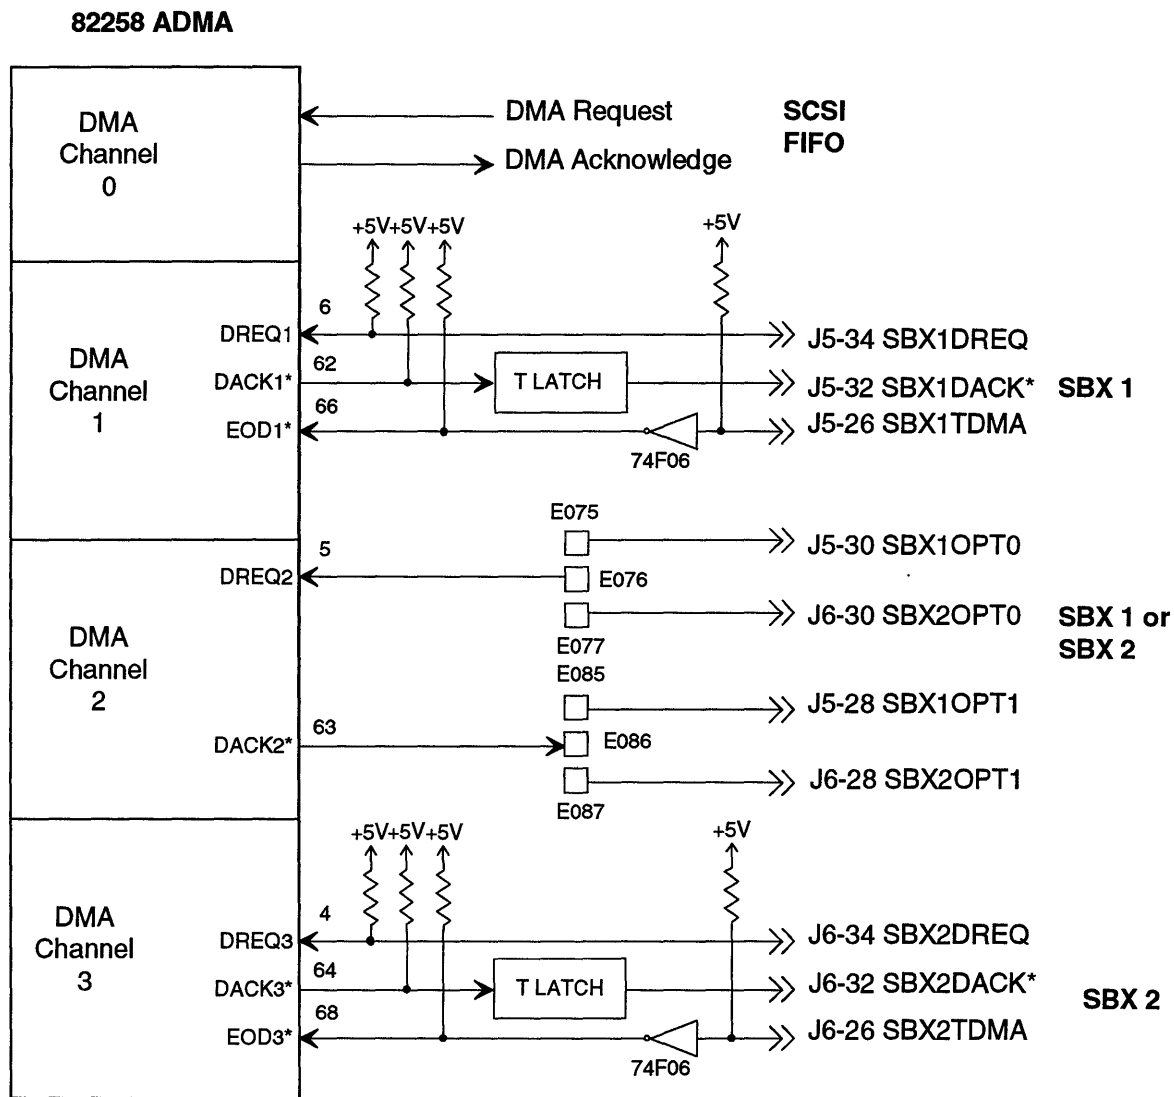 82258 ADMA
DMA
Channel
0
DMA Request
DMA Acknowledge
SCSI
FIFO
+5V +5V +5V
+5V
DMA
Channel
1
DREQ1
6
J5-34 SBX1DREQ
DACK1*
62
T LATCH
J5-32 SBX1DACK*
SBX 1
EOD1*
66
74F06
J5-26 SBX1TDMA
DMA
Channel
2
DREQ2
5
E075
E076
E077
J5-30 SBX1OPT0
J6-30 SBX2OPT0
SBX 1 or
SBX 2
DACK2*
63
E085
E086
E087
J5-28 SBX1OPT1
J6-28 SBX2OPT1
+5V +5V +5V
+5V
DMA
Channel
3
DREQ3
4
J6-34 SBX2DREQ
DACK3*
64
T LATCH
J6-32 SBX2DACK*
SBX 2
EOD3*
68
74F06
J6-26 SBX2TDMA